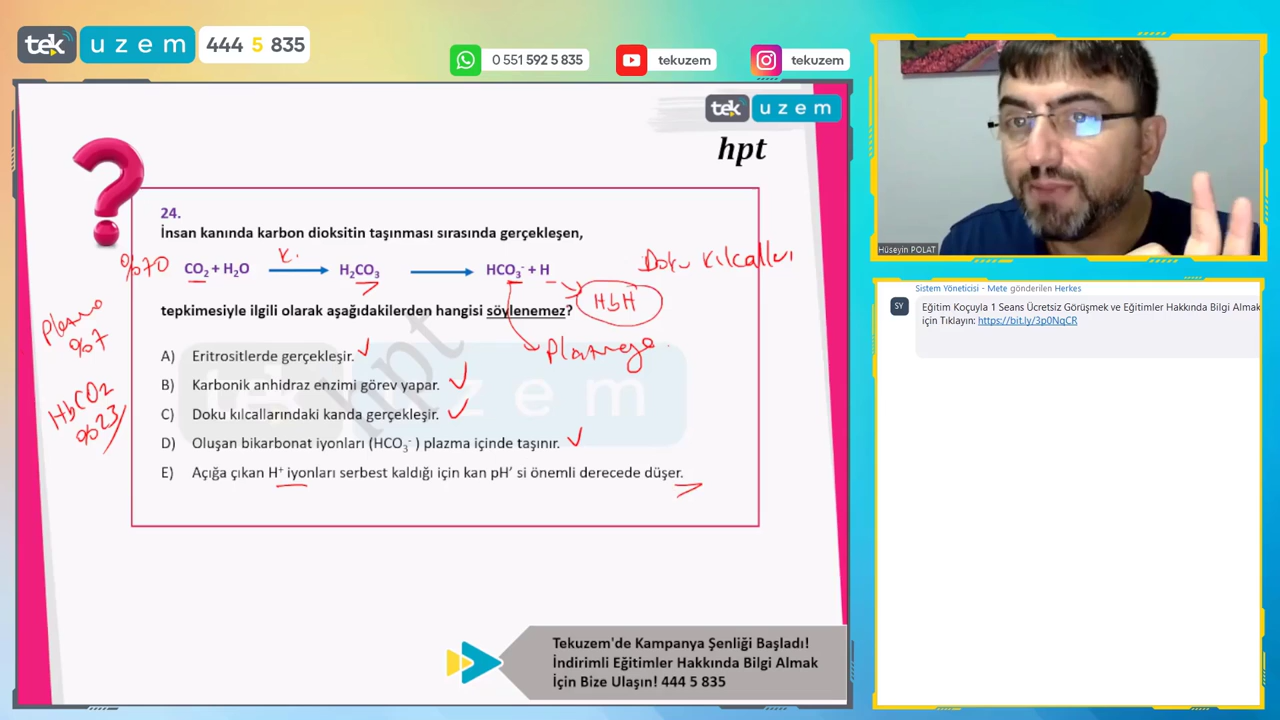 tek uzem 444 5 835
0 551 592 5 835
tekuzem
tekuzem
tek uzem
hpt
24.
İnsan kanında karbon dioksitin taşınması sırasında gerçekleşen,
%70 CO₂ + H₂O K. H₂CO₃ HCO₃⁻ + H
Doku kılcalları
HbH
tepkimesiyle ilgili olarak aşağıdakilerden hangisi söylenemez?
Plazma
%7
Plazmaya
HbCO2
%23
A) Eritrositlerde gerçekleşir.
B) Karbonik anhidraz enzimi görev yapar.
C) Doku kılcallarındaki kanda gerçekleşir.
D) Oluşan bikarbonat iyonları (HCO₃⁻ ) plazma içinde taşınır.
E) Açığa çıkan H⁺ iyonları serbest kaldığı için kan pH’ si önemli derecede düşer.
hpt
uzem
Tekuzem'de Kampanya Şenliği Başladı!
İndirimli Eğitimler Hakkında Bilgi Almak
İçin Bize Ulaşın! 444 5 835
Hüseyin POLAT
Sistem Yöneticisi - Mete gönderilen Herkes
SY
Eğitim Koçuyla 1 Seans Ücretsiz Görüşmek ve Eğitimler Hakkında Bilgi Almak
için Tıklayın: https://bit.ly/3p0NqCR